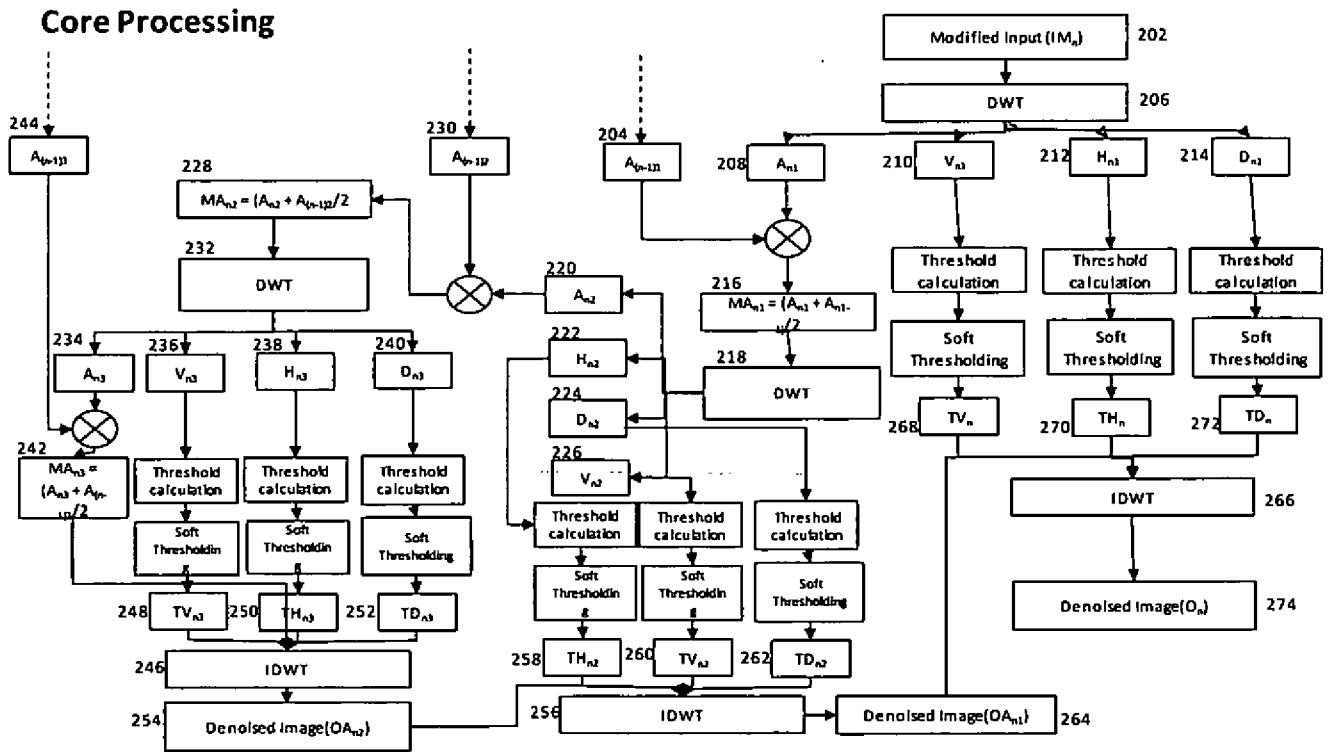 Core Processing
Modified Input (IMₙ) 202
DWT 206
244 A₍ₙ₋₁₎₃
230 A₍ₙ₋₁₎₂
204 A₍ₙ₋₁₎₁
208 Aₙ₁
210 Vₙ₁
212 Hₙ₁
214 Dₙ₁
228
MAₙ₂ = (Aₙ₂ + A₍ₙ₋₁₎₂/2
232
DWT
220
Aₙ₂
216
MAₙ₁ = (Aₙ₁ + Aₙ₁₋
₁₎/2
Threshold
calculation
Threshold
calculation
Threshold
calculation
222
Hₙ₂
218
DWT
Soft
Thresholding
Soft
Thresholding
Soft
Thresholding
234
Aₙ₃
236
Vₙ₃
238
Hₙ₃
240
Dₙ₃
224
Dₙ₂
268 TVₙ
270 THₙ
272 TDₙ
242
MAₙ₃ =
(Aₙ₃ + A₍ₙ₋
₁₎₃/2
226
Vₙ₂
Threshold
calculation
Threshold
calculation
Threshold
calculation
IDWT 266
Threshold
calculation
Threshold
calculation
Threshold
calculation
Soft
Thresholdin
g
Soft
Thresholdin
g
Soft
Thresholding
Soft
Thresholdin
g
Soft
Thresholdin
g
Soft
Thresholding
Denoised Image(Oₙ) 274
248 TVₙ₃
250 THₙ₃
252 TDₙ₃
258 THₙ₂
260 TVₙ₂
262 TDₙ₂
246 IDWT
254 Denoised Image(OAₙ₂)
256 IDWT
Denoised Image(OAₙ₁) 264